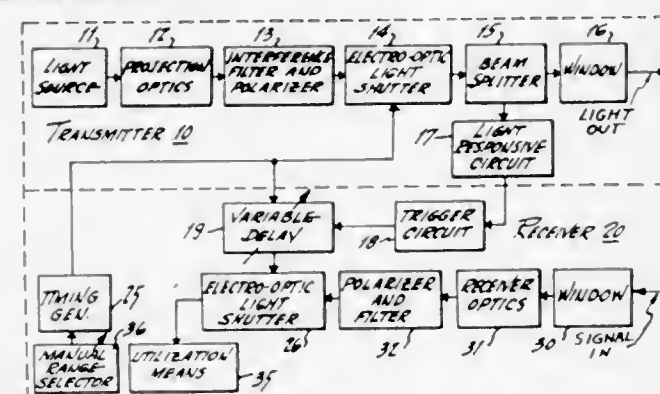 11 12 13 14 15 16
LIGHT SOURCE
PROJECTION OPTICS
INTERFERENCE FILTER AND POLARIZER
ELECTRO-OPTIC LIGHT SHUTTER
BEAM SPLITTER
WINDOW
LIGHT OUT
TRANSMITTER 10
17
LIGHT RESPONSIVE CIRCUIT
19
VARIABLE DELAY
18
TRIGGER CIRCUIT
RECEIVER 20
TIMING GEN.
25
ELECTRO-OPTIC LIGHT SHUTTER
26
POLARIZER AND FILTER
32
RECEIVER OPTICS
31
WINDOW
30
SIGNAL IN
36
MANUAL RANGE SELECTOR
UTILIZATION MEANS
35